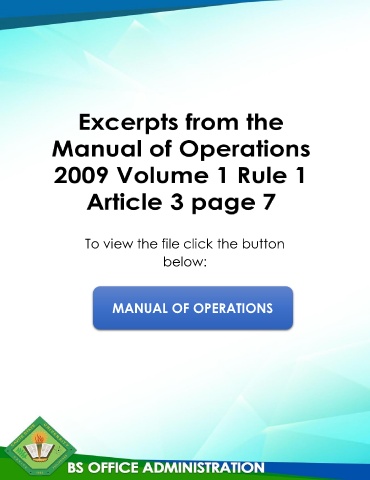 Excerpts from the
Manual of Operations
2009 Volume 1 Rule 1
Article 3 page 7
To view the file click the button
below:
MANUAL OF OPERATIONS
BS OFFICE ADMINISTRATION